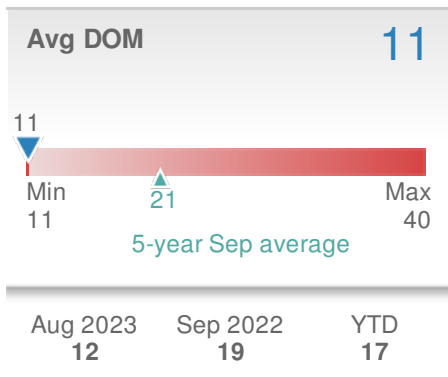 Avg DOM 11
11
Min Max
11 21 40
5-year Sep average
Aug 2023 Sep 2022 YTD
12 19 17